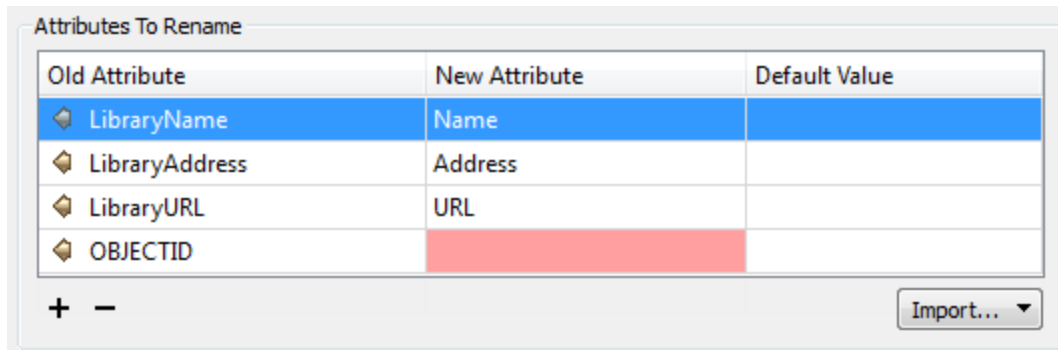 Attributes To Rename
Old Attribute New Attribute Default Value
LibraryName Name
LibraryAddress Address
LibraryURL URL
OBJECTID
+ −
Import...